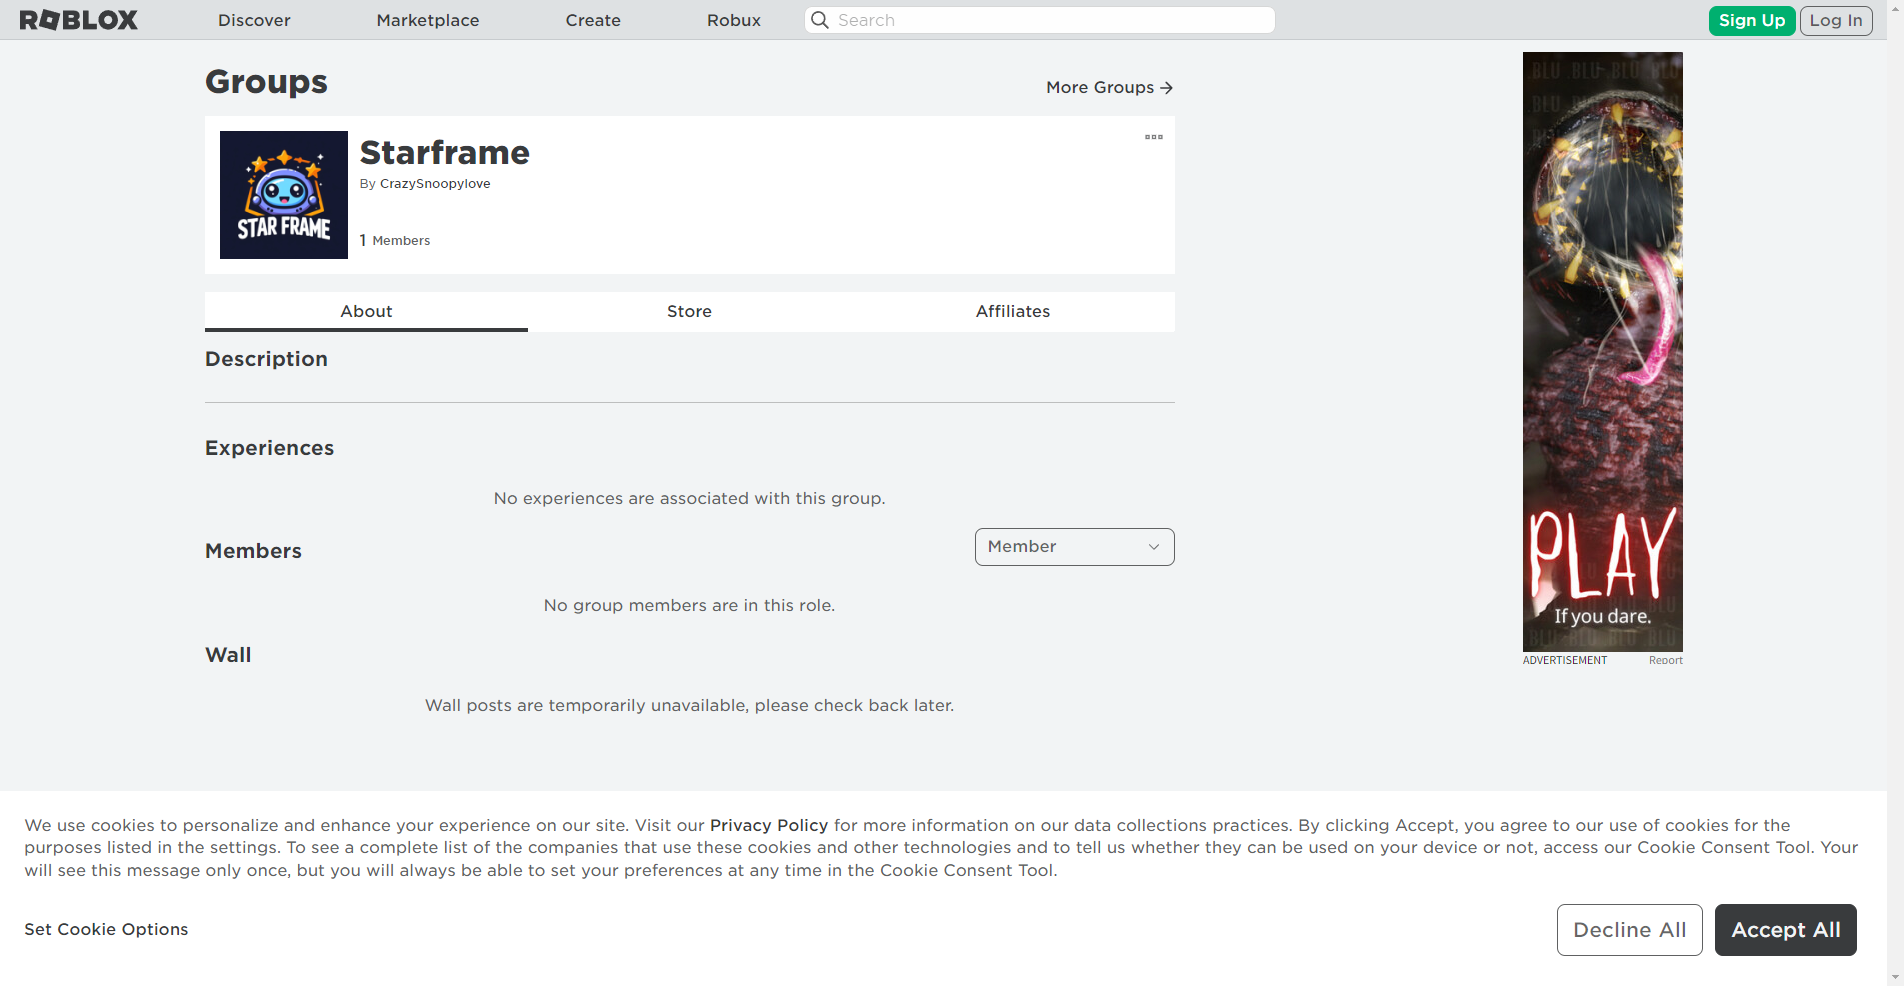 ROBLOX
Discover
Marketplace
Create
Robux
Search
Sign Up
Log In
Groups
More Groups →
STAR FRAME
Starframe
By CrazySnoopylove
1 Members
About
Store
Affiliates
Description
Experiences
No experiences are associated with this group.
Members
Member
No group members are in this role.
Wall
Wall posts are temporarily unavailable, please check back later.
BLU BLU BLU BLU
PLAY
If you dare.
BLU BLU BLU BLU
ADVERTISEMENT
Report
We use cookies to personalize and enhance your experience on our site. Visit our Privacy Policy for more information on our data collections practices. By clicking Accept, you agree to our use of cookies for the
purposes listed in the settings. To see a complete list of the companies that use these cookies and other technologies and to tell us whether they can be used on your device or not, access our Cookie Consent Tool. Your
will see this message only once, but you will always be able to set your preferences at any time in the Cookie Consent Tool.
Set Cookie Options
Decline All
Accept All